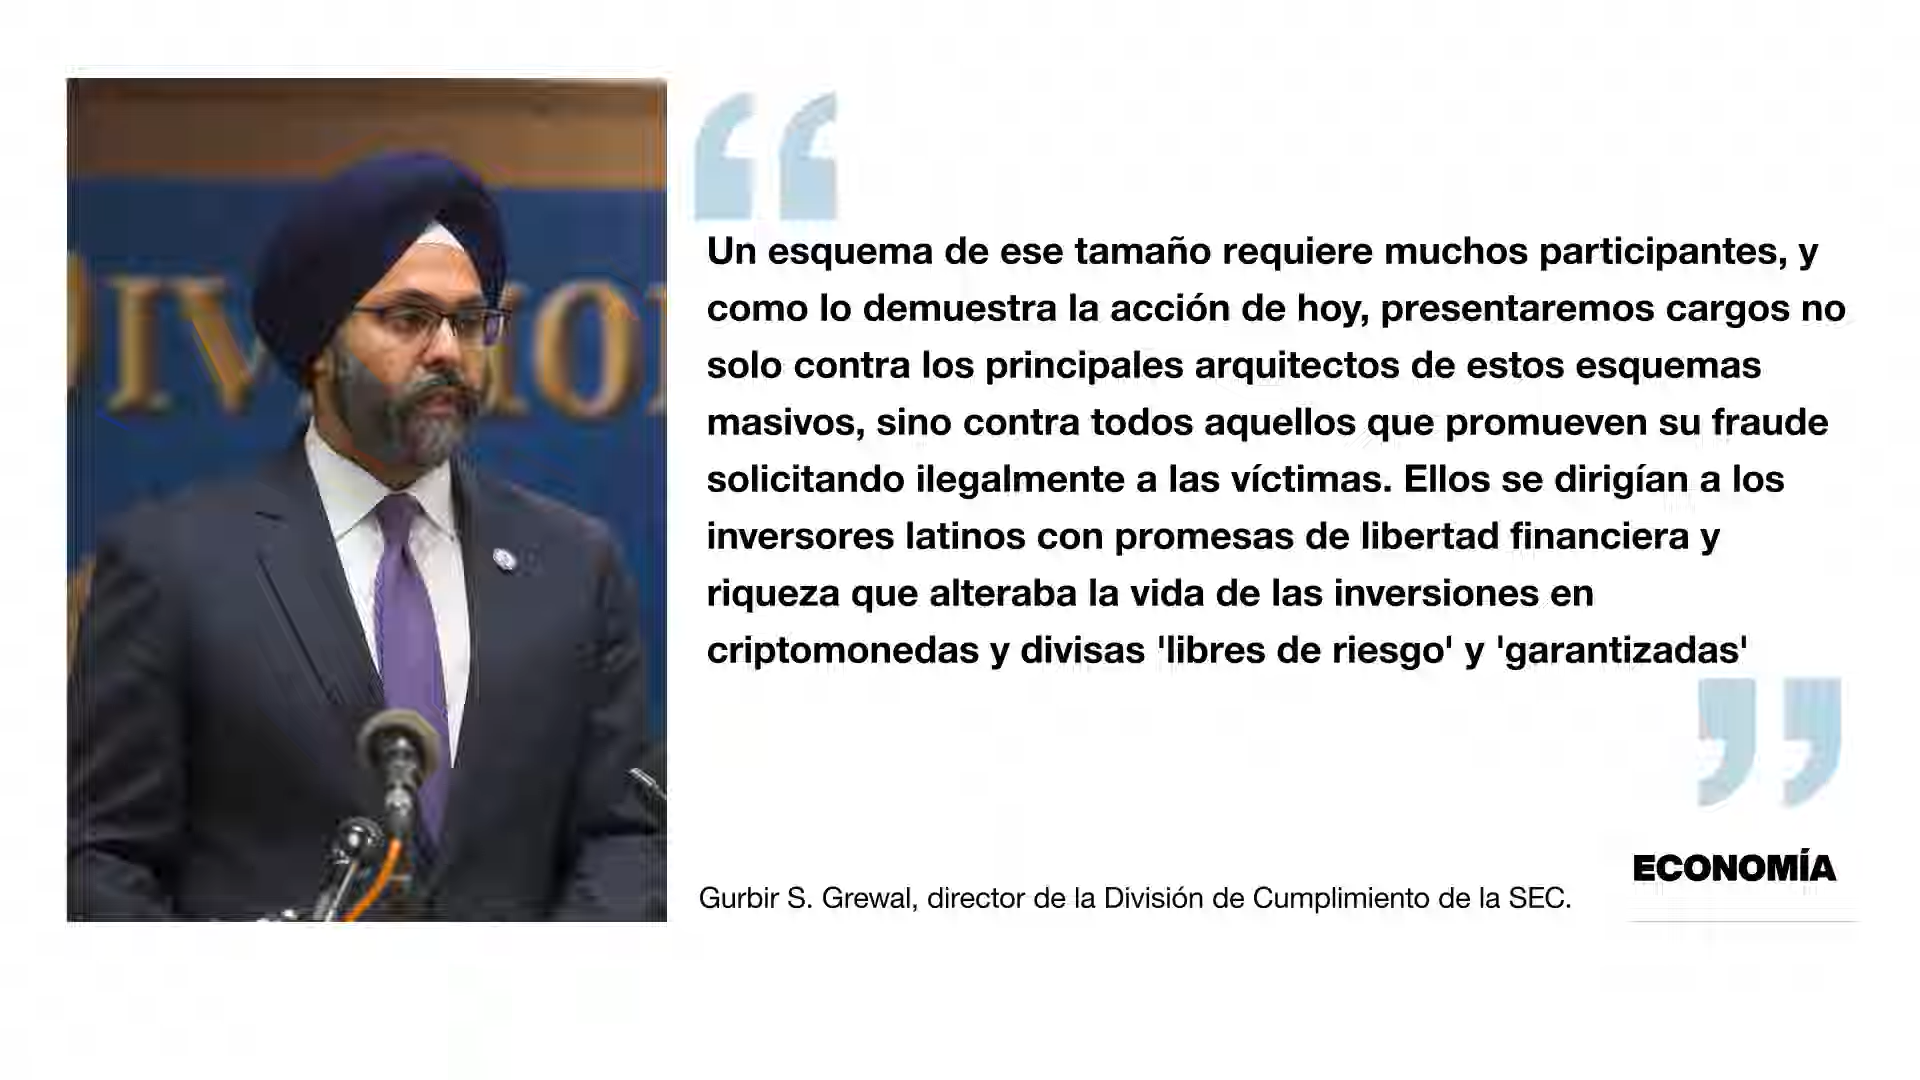 DIVISION
Un esquema de ese tamaño requiere muchos participantes, y
como lo demuestra la acción de hoy, presentaremos cargos no
solo contra los principales arquitectos de estos esquemas
masivos, sino contra todos aquellos que promueven su fraude
solicitando ilegalmente a las víctimas. Ellos se dirigían a los
inversores latinos con promesas de libertad financiera y
riqueza que alteraba la vida de las inversiones en
criptomonedas y divisas 'libres de riesgo' y 'garantizadas'
Gurbir S. Grewal, director de la División de Cumplimiento de la SEC.
ECONOMÍA